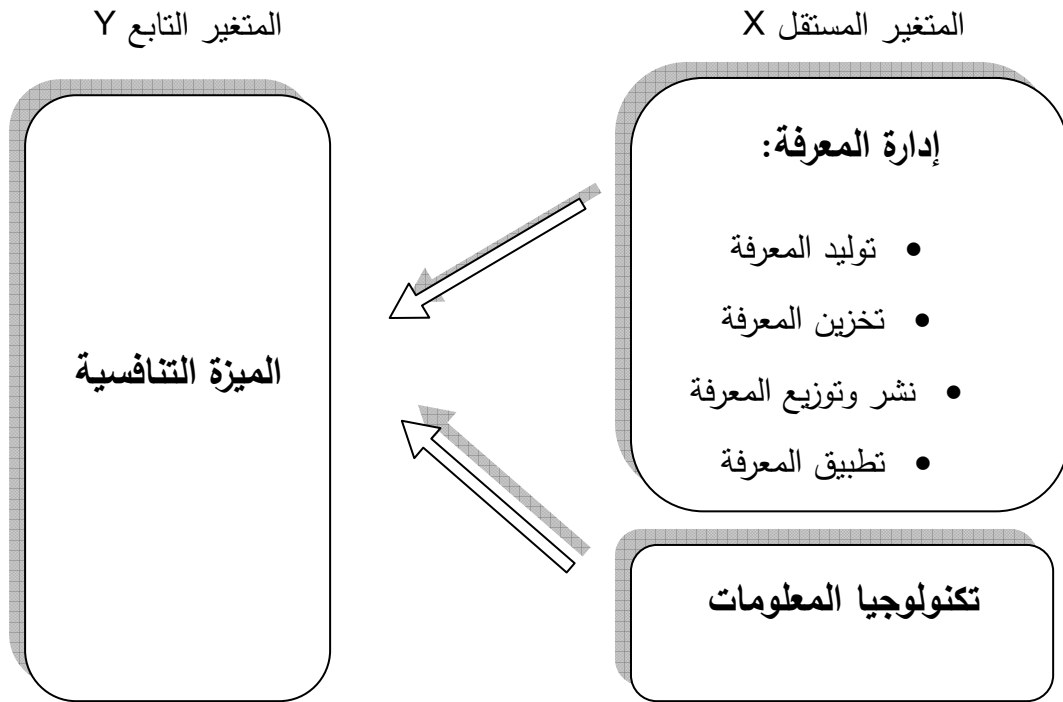 المتغير المستقل X
المتغير التابع Y
إدارة المعرفة:
• توليد المعرفة
• تخزين المعرفة
• نشر وتوزيع المعرفة
• تطبيق المعرفة
تكنولوجيا المعلومات
الميزة التنافسية